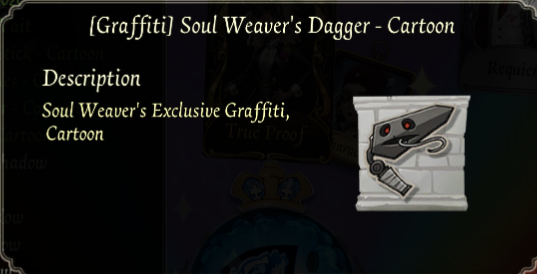 [Graffiti] Soul Weaver's Dagger - Cartoon
Description
Soul Weaver's Exclusive Graffiti,
Cartoon
True Proof